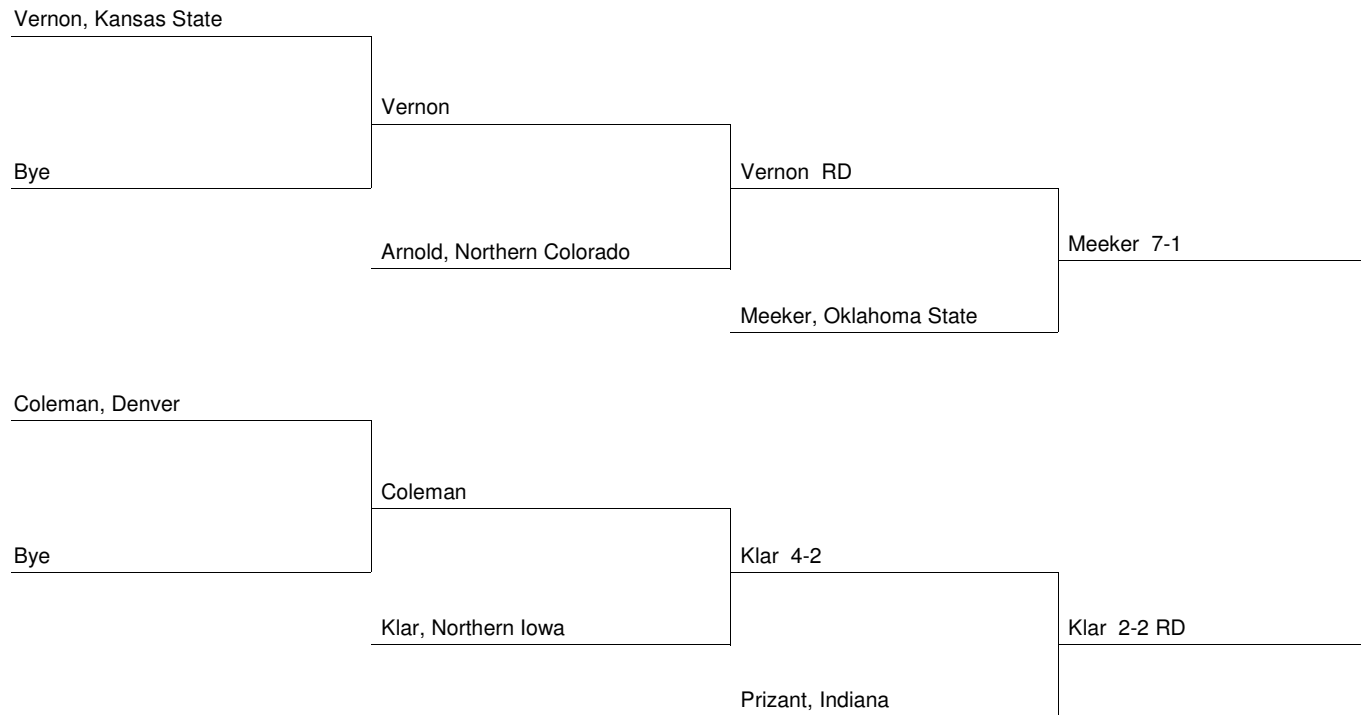 Vernon, Kansas State
Vernon
Bye
Vernon  RD
Arnold, Northern Colorado
Meeker  7-1
Meeker, Oklahoma State
Coleman, Denver
Coleman
Bye
Klar  4-2
Klar, Northern Iowa
Klar  2-2 RD
Prizant, Indiana